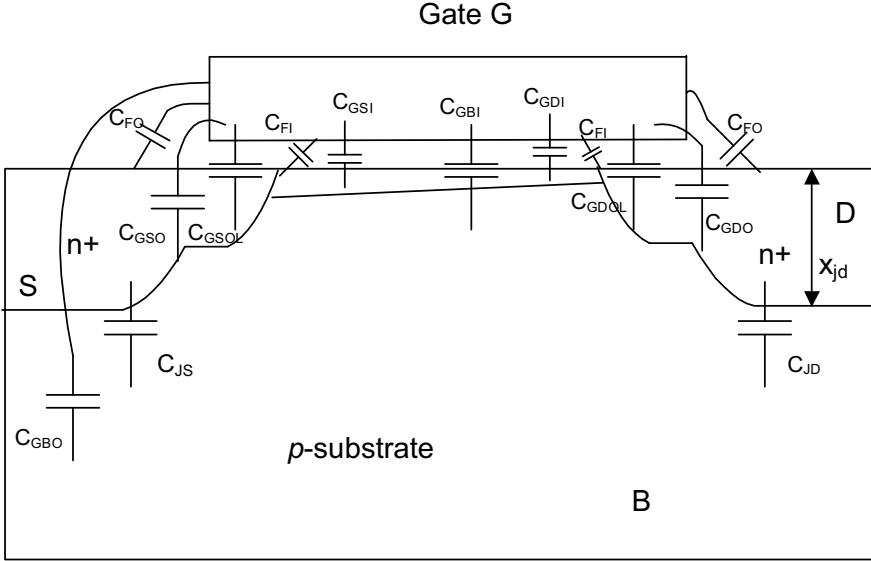 Gate G
C_GSI
C_GBI
C_GDI
C_FO
C_FI
C_FI
C_FO
C_GSO
C_GSOL
C_GDOL
C_GDO
D
n+
n+
x_jd
S
C_JS
C_JD
C_GBO
p-substrate
B